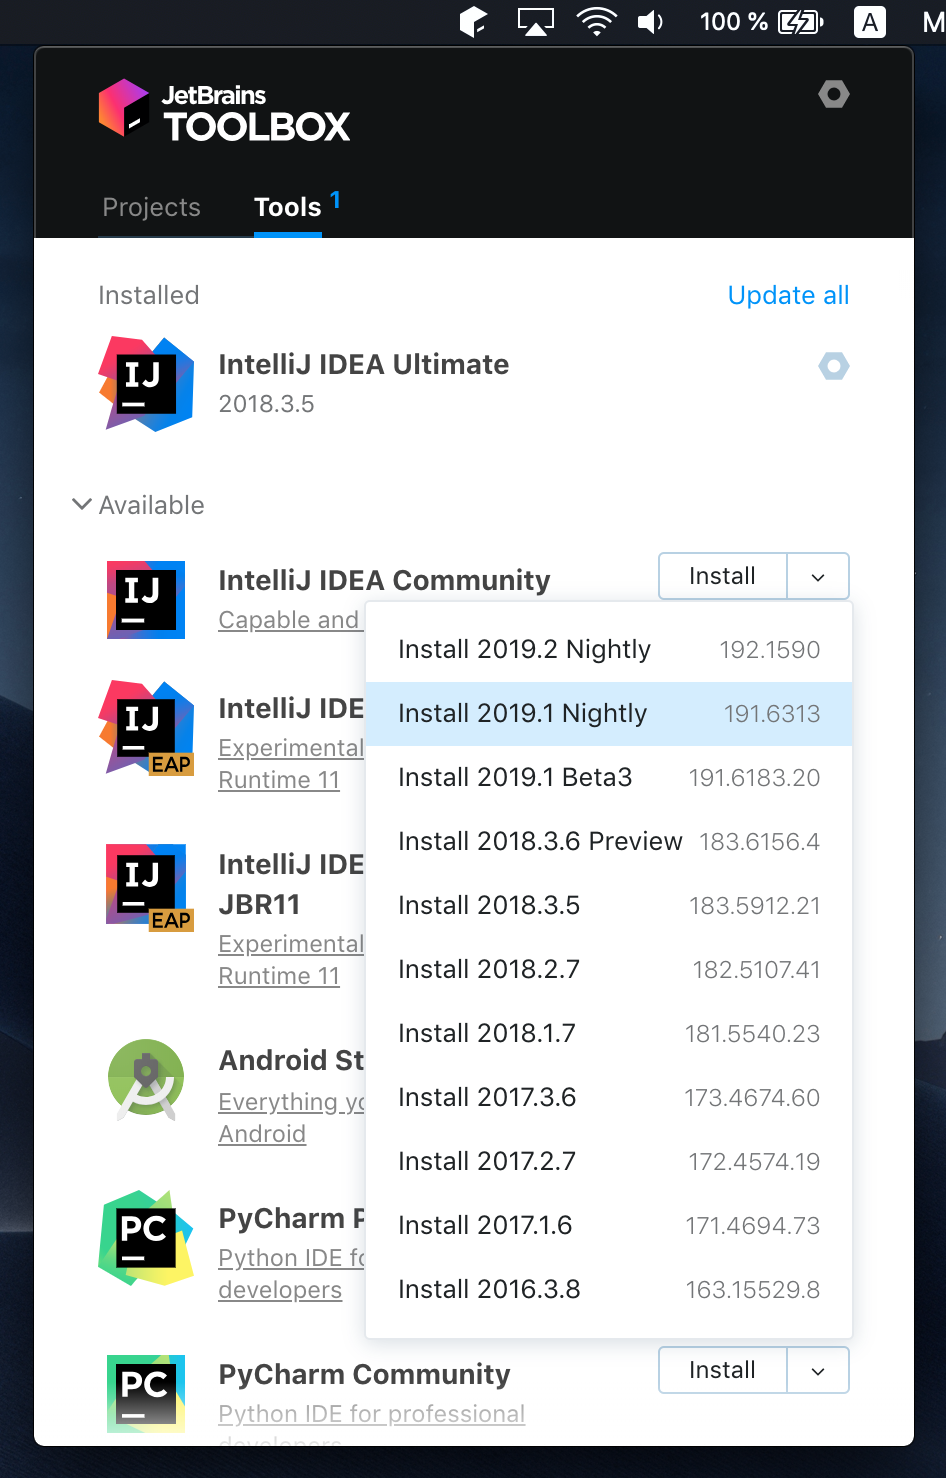 100 %
A
M
JetBrains
TOOLBOX
Projects
Tools 1
Installed
Update all
IJ
IntelliJ IDEA Ultimate
2018.3.5
Available
IJ
IntelliJ IDEA Community
Install
Capable and
Install 2019.2 Nightly 192.1590
IJ
EAP
IntelliJ IDE
Install 2019.1 Nightly 191.6313
Experimental
Runtime 11
Install 2019.1 Beta3 191.6183.20
Install 2018.3.6 Preview 183.6156.4
IJ
EAP
IntelliJ IDE
JBR11
Install 2018.3.5 183.5912.21
Experimental
Runtime 11
Install 2018.2.7 182.5107.41
Install 2018.1.7 181.5540.23
Android St
Everything yo
Android
Install 2017.3.6 173.4674.60
Install 2017.2.7 172.4574.19
PC
PyCharm P
Install 2017.1.6 171.4694.73
Python IDE fo
developers
Install 2016.3.8 163.15529.8
PC
PyCharm Community
Install
Python IDE for professional
developers